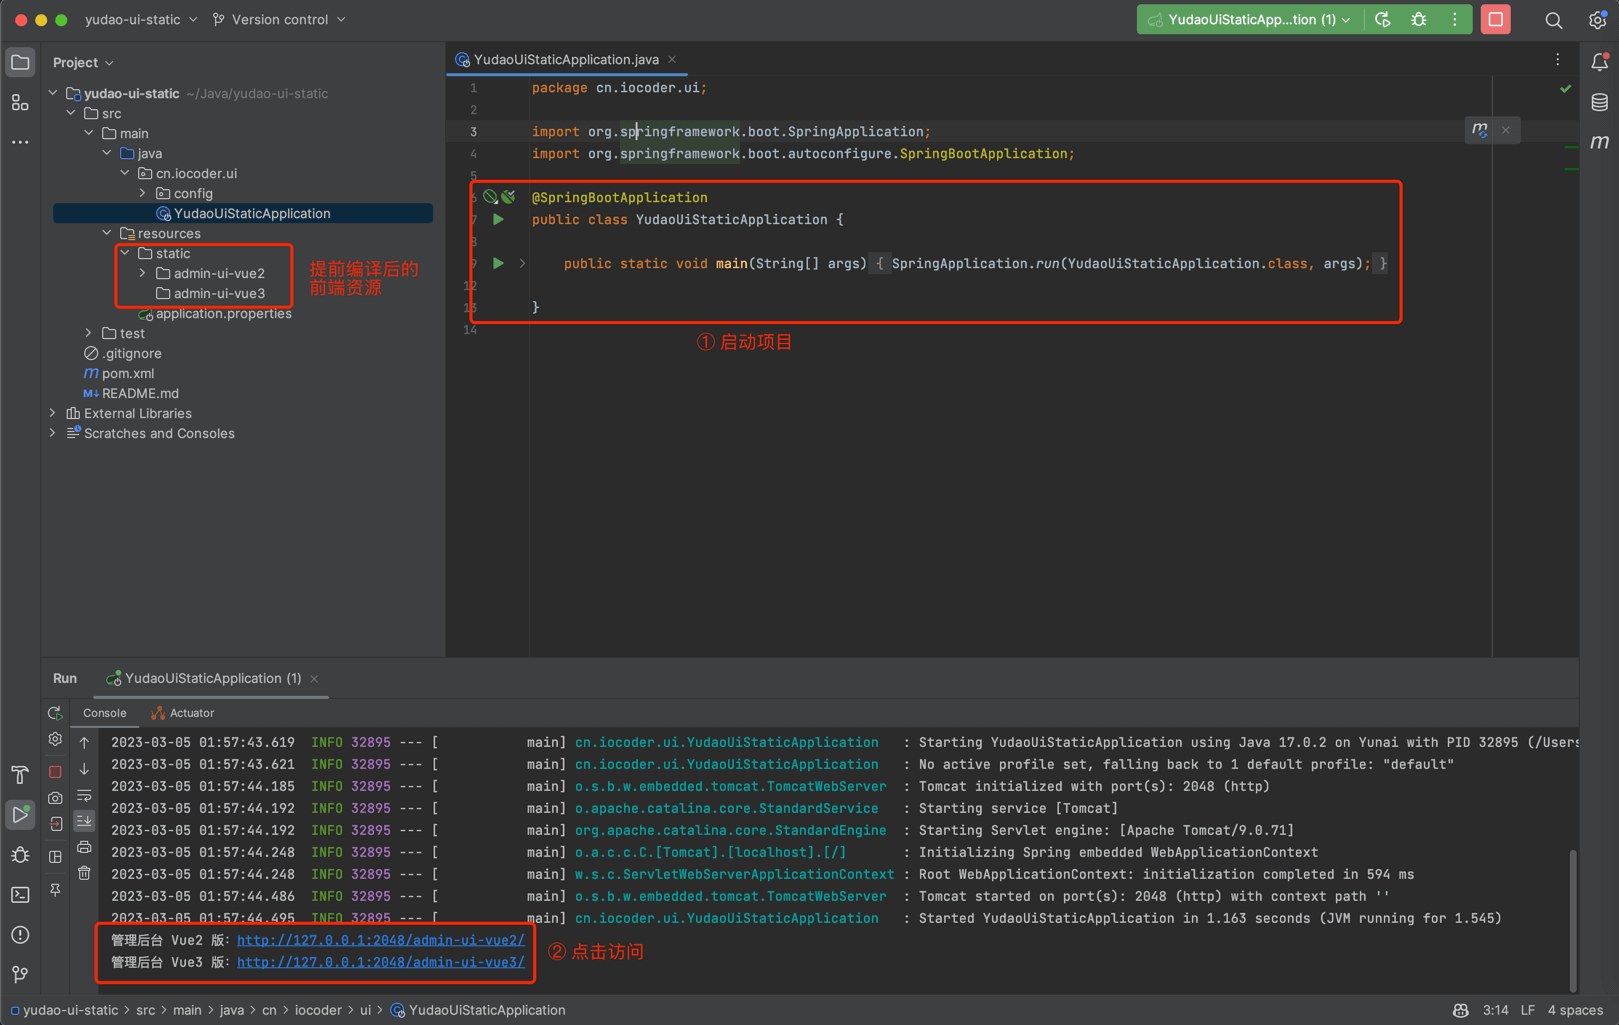 yudao-ui-static
Version control
YudaoUiStaticApp...tion (1)
Project
YudaoUiStaticApplication.java
yudao-ui-static ~/Java/yudao-ui-static
src
main
java
cn.iocoder.ui
config
YudaoUiStaticApplication
resources
static
admin-ui-vue2
admin-ui-vue3
提前编译后的
前端资源
application.properties
test
.gitignore
pom.xml
README.md
External Libraries
Scratches and Consoles
1 package cn.iocoder.ui;
2
3 import org.springframework.boot.SpringApplication;
4 import org.springframework.boot.autoconfigure.SpringBootApplication;
5
6 @SpringBootApplication
7 public class YudaoUiStaticApplication {
8
9 public static void main(String[] args) { SpringApplication.run(YudaoUiStaticApplication.class, args); }
12
13 }
14
① 启动项目
Run
YudaoUiStaticApplication (1)
Console
Actuator
2023-03-05 01:57:43.619 INFO 32895 --- [ main] cn.iocoder.ui.YudaoUiStaticApplication : Starting YudaoUiStaticApplication using Java 17.0.2 on Yunai with PID 32895 (/Users
2023-03-05 01:57:43.621 INFO 32895 --- [ main] cn.iocoder.ui.YudaoUiStaticApplication : No active profile set, falling back to 1 default profile: "default"
2023-03-05 01:57:44.185 INFO 32895 --- [ main] o.s.b.w.embedded.tomcat.TomcatWebServer : Tomcat initialized with port(s): 2048 (http)
2023-03-05 01:57:44.192 INFO 32895 --- [ main] o.apache.catalina.core.StandardService : Starting service [Tomcat]
2023-03-05 01:57:44.192 INFO 32895 --- [ main] org.apache.catalina.core.StandardEngine : Starting Servlet engine: [Apache Tomcat/9.0.71]
2023-03-05 01:57:44.248 INFO 32895 --- [ main] o.a.c.c.C.[Tomcat].[localhost].[/] : Initializing Spring embedded WebApplicationContext
2023-03-05 01:57:44.248 INFO 32895 --- [ main] w.s.c.ServletWebServerApplicationContext : Root WebApplicationContext: initialization completed in 594 ms
2023-03-05 01:57:44.486 INFO 32895 --- [ main] o.s.b.w.embedded.tomcat.TomcatWebServer : Tomcat started on port(s): 2048 (http) with context path ''
2023-03-05 01:57:44.495 INFO 32895 --- [ main] cn.iocoder.ui.YudaoUiStaticApplication : Started YudaoUiStaticApplication in 1.163 seconds (JVM running for 1.545)
管理后台 Vue2 版: http://127.0.0.1:2048/admin-ui-vue2/
管理后台 Vue3 版: http://127.0.0.1:2048/admin-ui-vue3/
② 点击访问
yudao-ui-static > src > main > java > cn > iocoder > ui > YudaoUiStaticApplication
3:14 LF 4 spaces